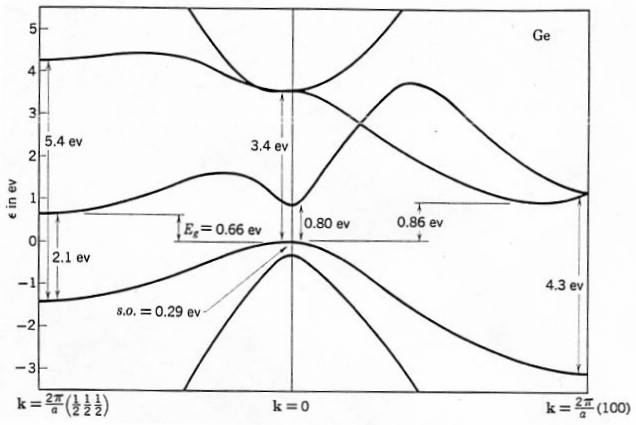 Ge
5
4
3
2
1
0
−1
−2
−3
ϵ in ev
5.4 ev
3.4 ev
2.1 ev
E_g = 0.66 ev
0.80 ev
0.86 ev
4.3 ev
s.o. = 0.29 ev
k = 2π/a (1/2 1/2 1/2)
k = 0
k = 2π/a (100)